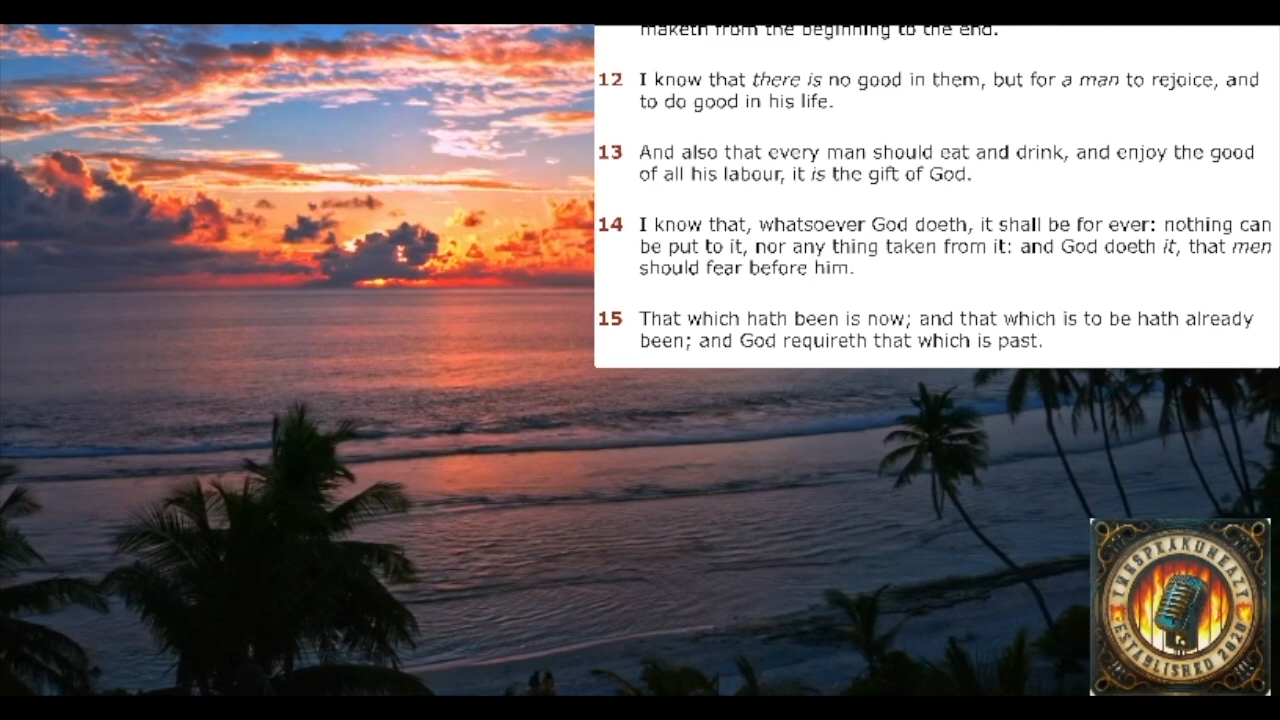 maketh from the beginning to the end.
12 I know that there is no good in them, but for a man to rejoice, and
to do good in his life.
13 And also that every man should eat and drink, and enjoy the good
of all his labour, it is the gift of God.
14 I know that, whatsoever God doeth, it shall be for ever: nothing can
be put to it, nor any thing taken from it: and God doeth it, that men
should fear before him.
15 That which hath been is now; and that which is to be hath already
been; and God requireth that which is past.
ESTABLISHED 2020